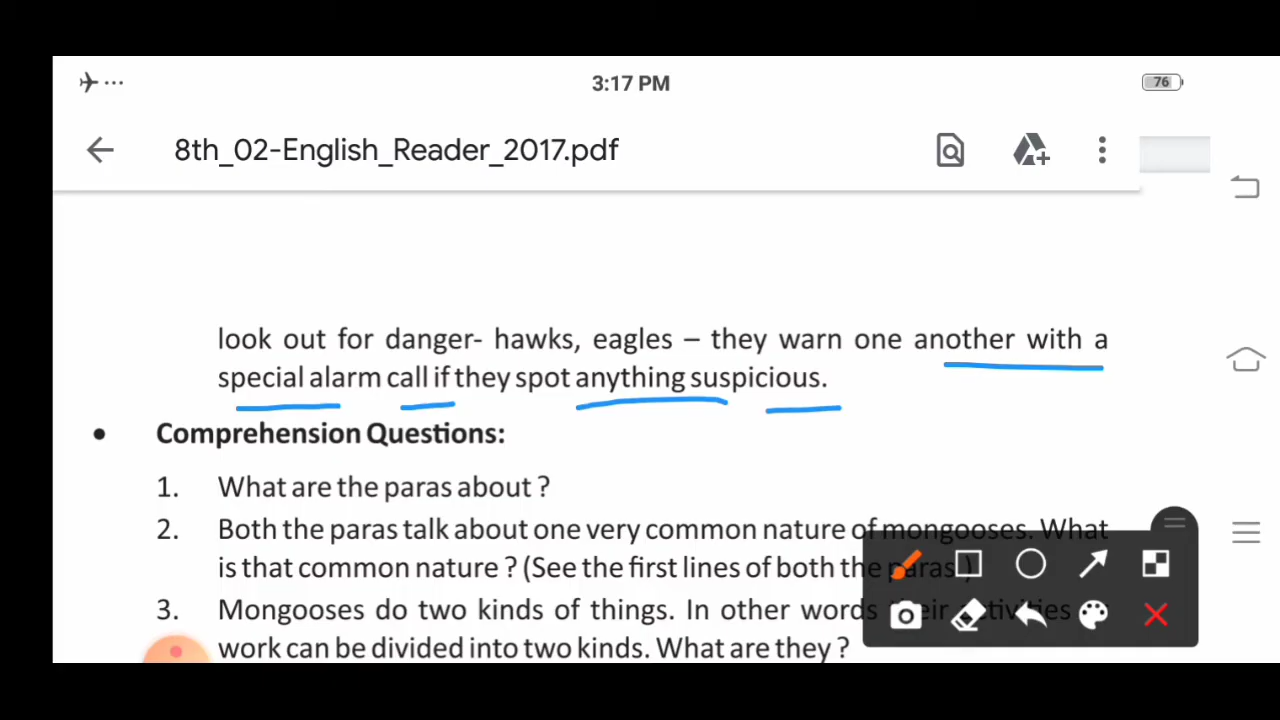 3:17 PM
76
8th_02-English_Reader_2017.pdf
look out for danger- hawks, eagles – they warn one another with a
special alarm call if they spot anything suspicious.
• Comprehension Questions:
1. What are the paras about ?
2. Both the paras talk about one very common nature of mongooses. What
is that common nature ? (See the first lines of both the paras.)
3. Mongooses do two kinds of things. In other words their activities
work can be divided into two kinds. What are they ?